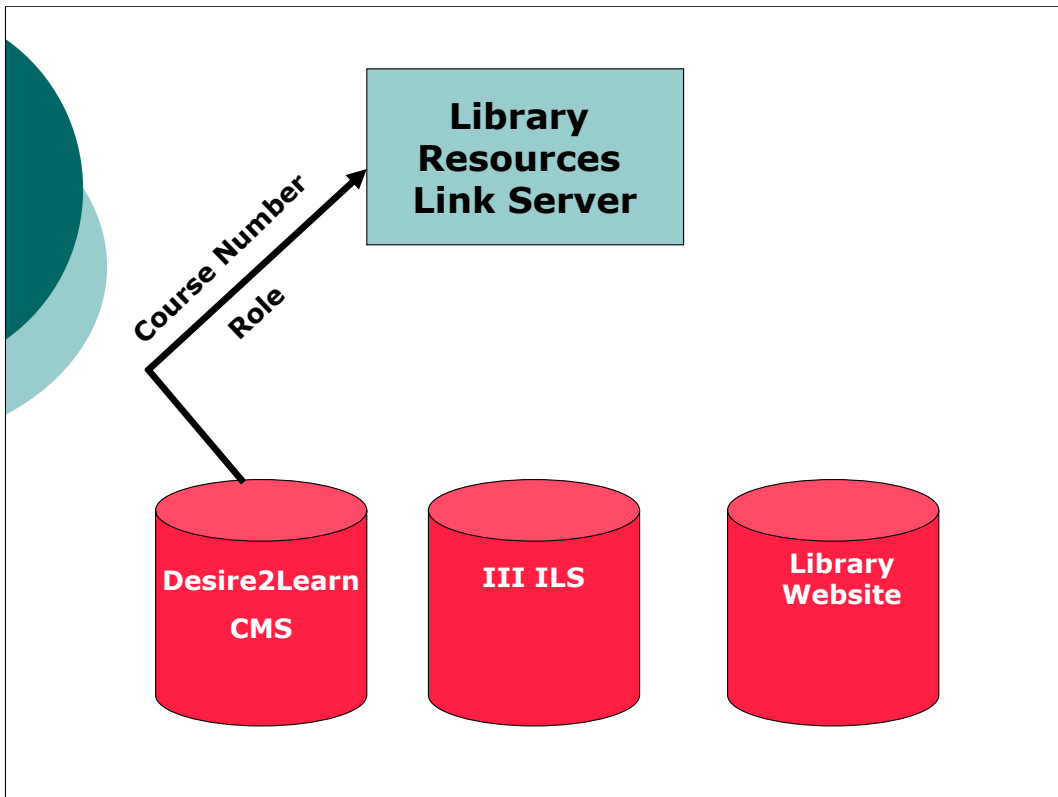 Library
Resources
Link Server
Course Number
Role
Desire2Learn
CMS
III ILS
Library
Website